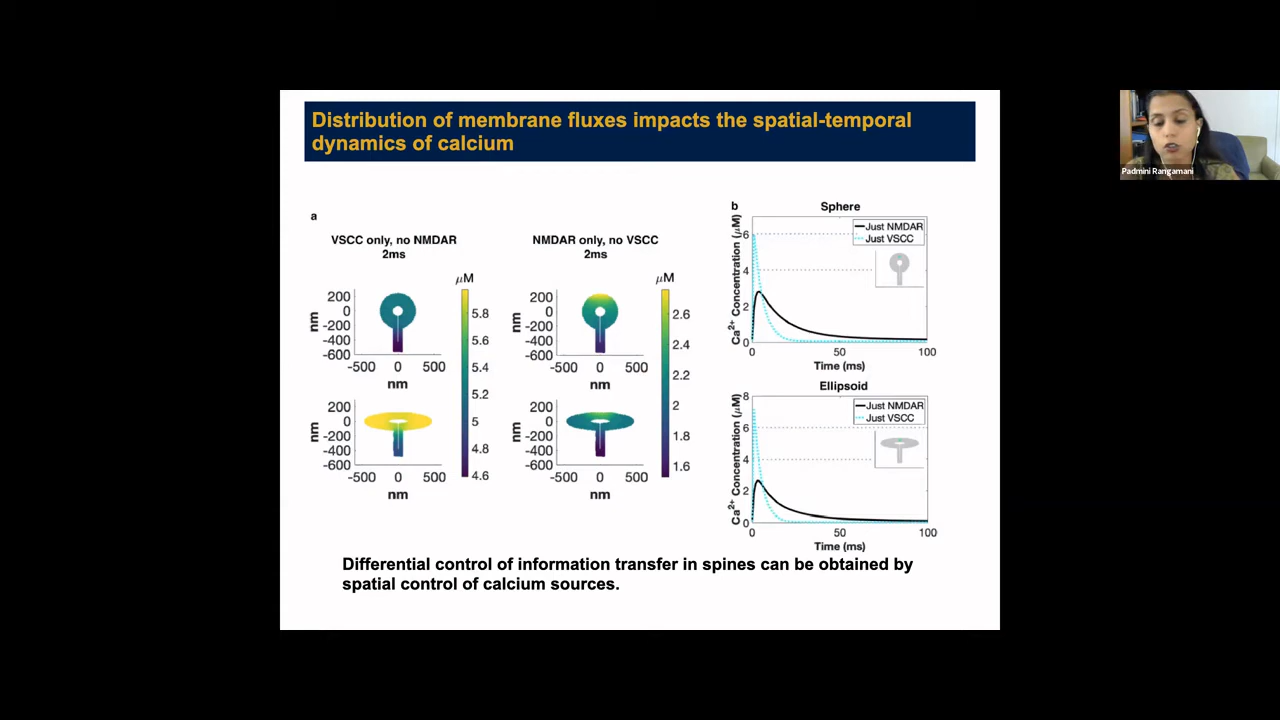 Distribution of membrane fluxes impacts the spatial-temporal
dynamics of calcium
a
VSCC only, no NMDAR
2ms
NMDAR only, no VSCC
2ms
μM
μM
nm
200
0
-200
-400
-600
-500 0 500
nm
nm
200
0
-200
-400
-600
-500 0 500
nm
5.8
5.6
5.4
5.2
5
4.8
4.6
nm
200
0
-200
-400
-600
-500 0 500
nm
nm
200
0
-200
-400
-600
-500 0 500
nm
2.6
2.4
2.2
2
1.8
1.6
b
Sphere
Ca2+ Concentration (μM)
6
4
2
0
Just NMDAR
Just VSCC
0 50 100
Time (ms)
Ellipsoid
Ca2+ Concentration (μM)
8
6
4
2
0
Just NMDAR
Just VSCC
0 50 100
Time (ms)
Differential control of information transfer in spines can be obtained by
spatial control of calcium sources.
Padmini Rangamani